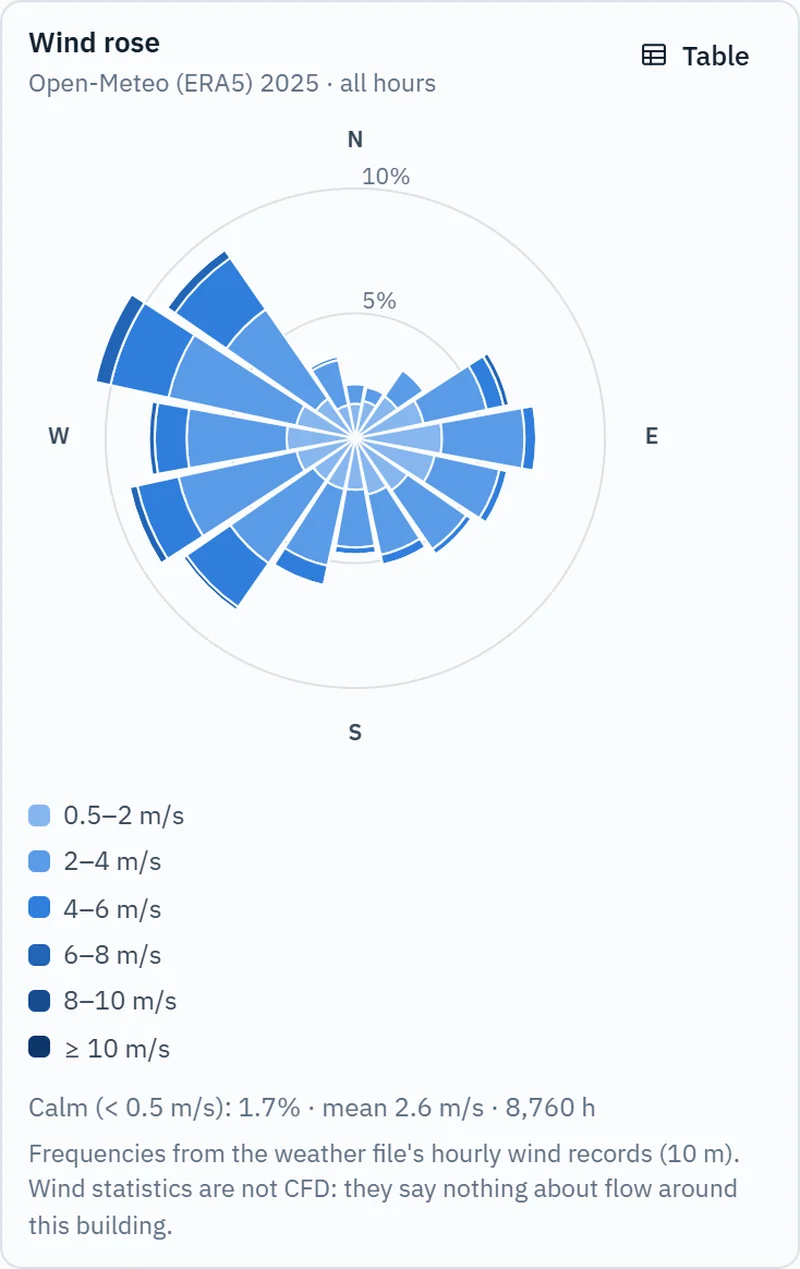 Wind rose
Table
Open-Meteo (ERA5) 2025 · all hours
N
10%
5%
W
E
S
0.5–2 m/s
2–4 m/s
4–6 m/s
6–8 m/s
8–10 m/s
≥ 10 m/s
Calm (< 0.5 m/s): 1.7% · mean 2.6 m/s · 8,760 h
Frequencies from the weather file's hourly wind records (10 m).
Wind statistics are not CFD: they say nothing about flow around
this building.